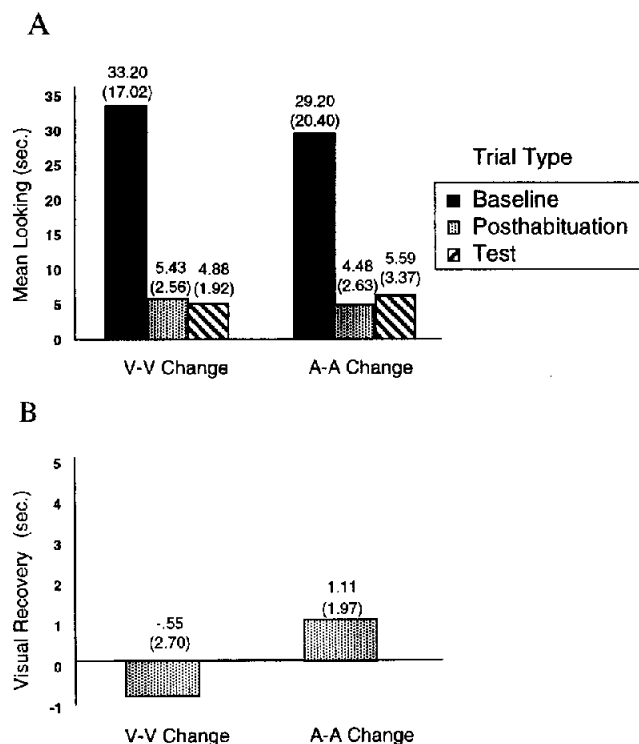 A
33.20
(17.02)
29.20
(20.40)
35
30
25
20
15
10
5
0
Mean Looking (sec.)
5.43
(2.56)
4.88
(1.92)
4.48
(2.63)
5.59
(3.37)
V-V Change
A-A Change
Trial Type
Baseline
Posthabituation
Test
B
5
4
3
2
1
0
-1
Visual Recovery (sec.)
-.55
(2.70)
1.11
(1.97)
V-V Change
A-A Change